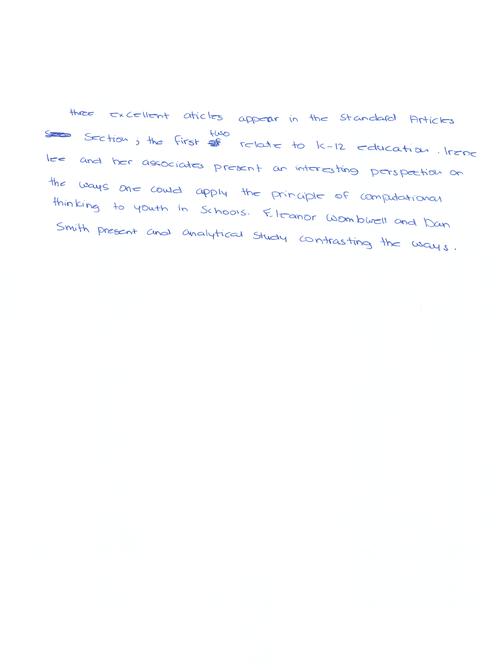 three excellent aticles appear in the Standard Articles
Section, the first two relate to K-12 education. Irene
lee and her associates present an interesting perspection on
the ways one could apply the principle of computational
thinking to youth in Schools. Eleanor Wombwell and Dan
Smith present and analytical study contrasting the ways.